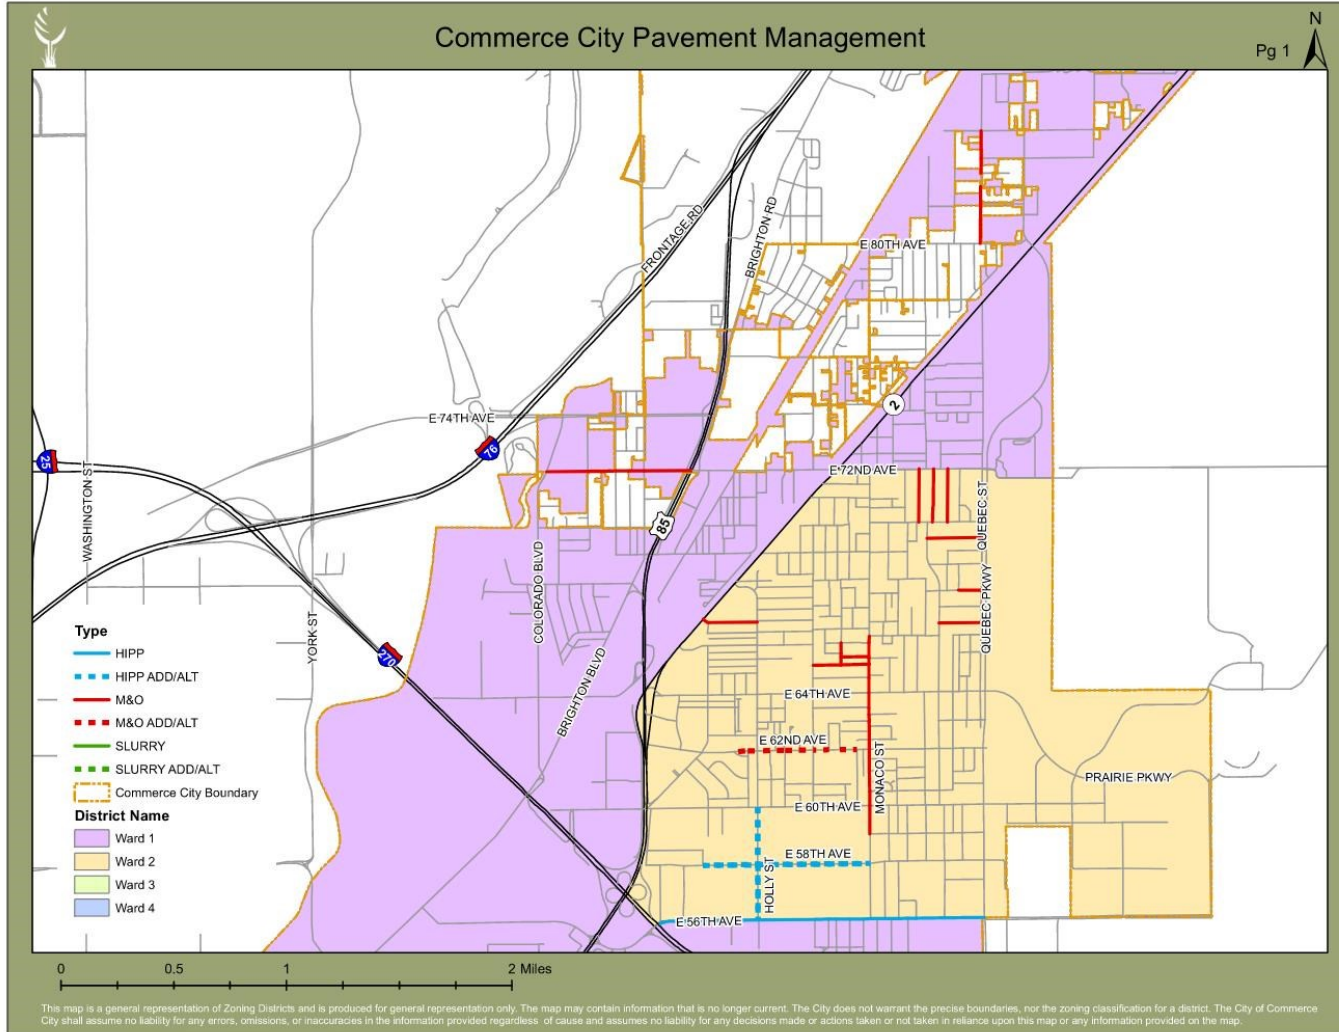 Commerce City Pavement Management
N
Pg 1
FRONTAGE RD
BRIGHTON RD
E 80TH AVE
2
E 74TH AVE
76
25
WASHINGTON ST
E 72ND AVE
85
QUEBEC ST
COLORADO BLVD
QUEBEC PKWY
YORK ST
270
BRIGHTON BLVD
E 64TH AVE
E 62ND AVE
MONACO ST
PRAIRIE PKWY
E 60TH AVE
E 58TH AVE
HOLLY ST
E 56TH AVE
Type
HIPP
HIPP ADD/ALT
M&O
M&O ADD/ALT
SLURRY
SLURRY ADD/ALT
Commerce City Boundary
District Name
Ward 1
Ward 2
Ward 3
Ward 4
0 0.5 1 2 Miles
This map is a general representation of Zoning Districts and is produced for general representation only. The map may contain information that is no longer current. The City does not warrant the precise boundaries, nor the zoning classification for a district. The City of Commerce
City shall assume no liability for any errors, omissions, or inaccuracies in the information provided regardless of cause and assumes no liability for any decisions made or actions taken or not taken in reliance upon this map or any information provided on the map.